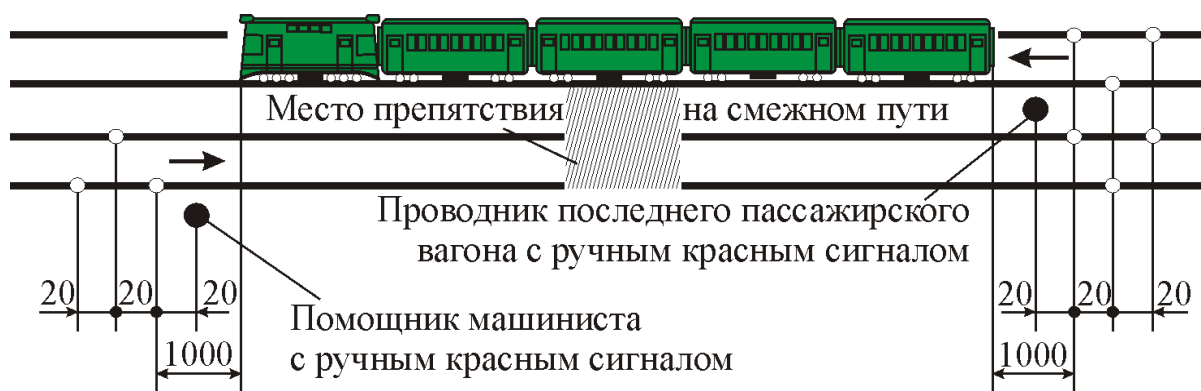 Место препятствия на смежном пути
Проводник последнего пассажирского
вагона с ручным красным сигналом
20 20 20
20 20 20
Помощник машиниста
с ручным красным сигналом
1000
1000